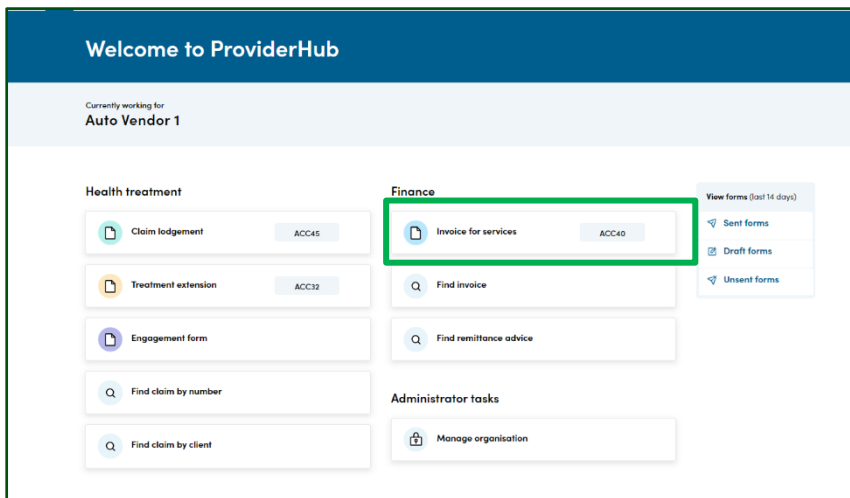 Welcome to ProviderHub
Currently working for
Auto Vendor 1
Health treatment
Claim lodgement ACC45
Treatment extension ACC32
Engagement form
Find claim by number
Find claim by client
Finance
Invoice for services ACC40
Find invoice
Find remittance advice
Administrator tasks
Manage organisation
View forms (last 14 days)
Sent forms
Draft forms
Unsent forms